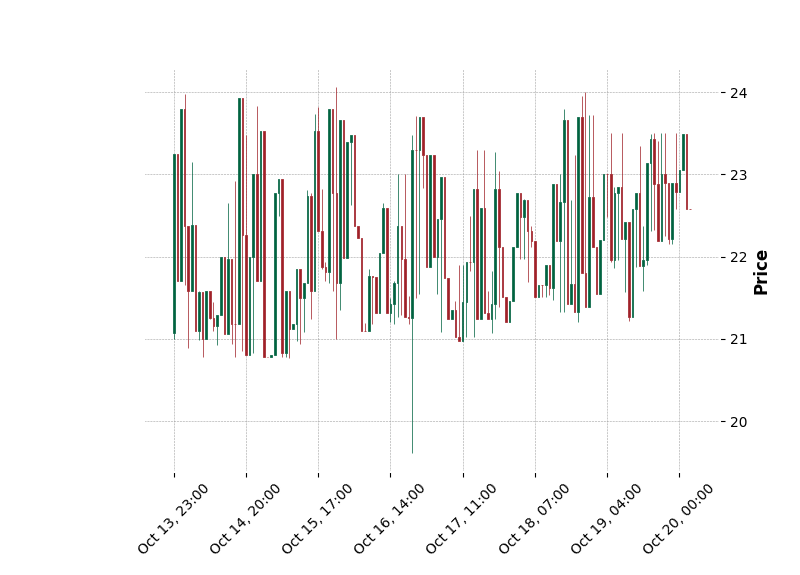 24
23
22
21
20
Price
Oct 13, 23:00
Oct 14, 20:00
Oct 15, 17:00
Oct 16, 14:00
Oct 17, 11:00
Oct 18, 07:00
Oct 19, 04:00
Oct 20, 00:00